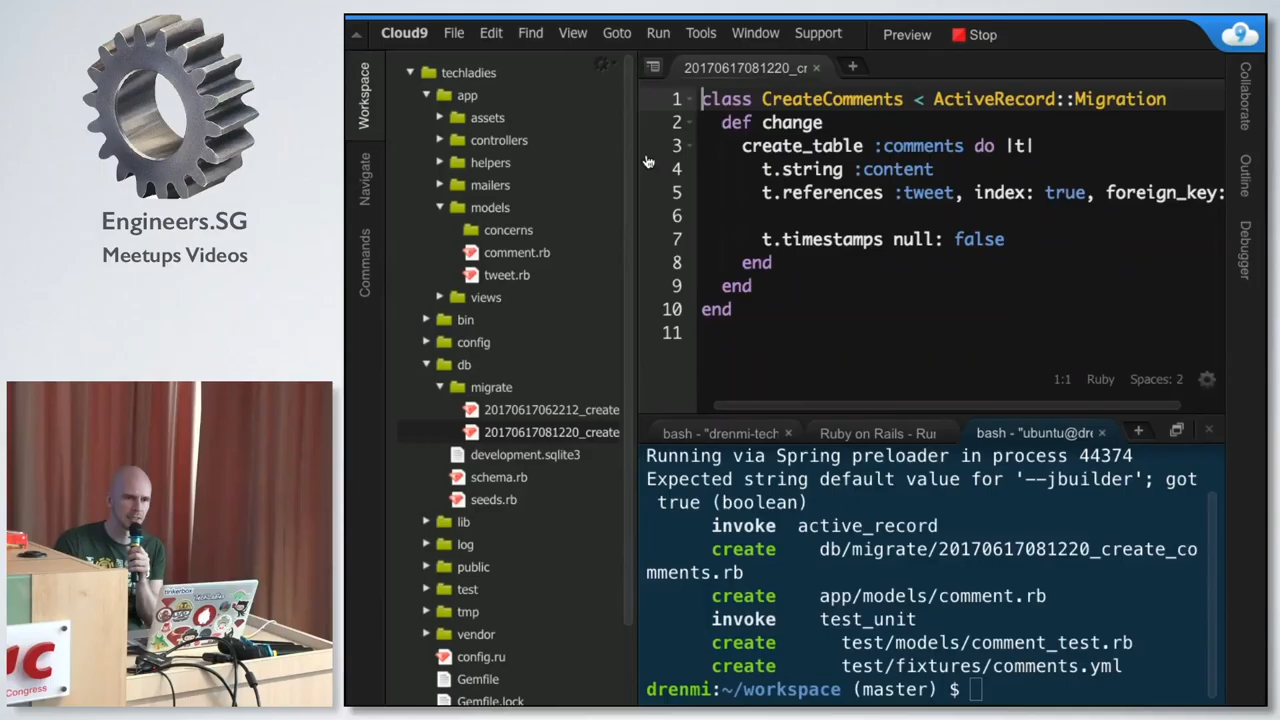 Engineers.SG
Meetups Videos
Congress
tinkerbox
Cloud9 File Edit Find View Goto Run Tools Window Support Preview Stop
9
Workspace
Navigate
Commands
techladies
app
assets
controllers
helpers
mailers
models
concerns
comment.rb
tweet.rb
views
bin
config
db
migrate
20170617062212_create
20170617081220_create
development.sqlite3
schema.rb
seeds.rb
lib
log
public
test
tmp
vendor
config.ru
Gemfile
Gemfile.lock
20170617081220_cr
1 class CreateComments < ActiveRecord::Migration
2 def change
3 create_table :comments do |t|
4 t.string :content
5 t.references :tweet, index: true, foreign_key:
6
7 t.timestamps null: false
8 end
9 end
10 end
11
1:1 Ruby Spaces: 2
Collaborate
Outline
Debugger
bash - "drenmi-tech Ruby on Rails - Run bash - "ubuntu@dre
Running via Spring preloader in process 44374
Expected string default value for '--jbuilder'; got
true (boolean)
invoke active_record
create db/migrate/20170617081220_create_co
mments.rb
create app/models/comment.rb
invoke test_unit
create test/models/comment_test.rb
create test/fixtures/comments.yml
drenmi:~/workspace (master) $